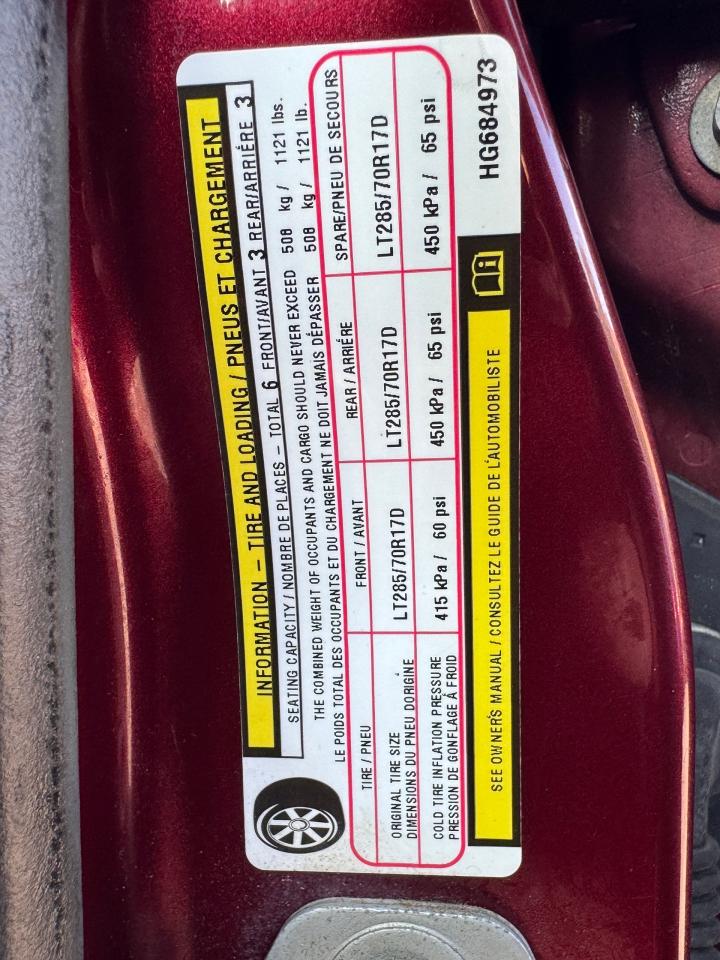 INFORMATION – TIRE AND LOADING / PNEUS ET CHARGEMENT
SEATING CAPACITY / NOMBRE DE PLACES – TOTAL 6 FRONT/AVANT 3 REAR/ARRIÉRE 3
THE COMBINED WEIGHT OF OCCUPANTS AND CARGO SHOULD NEVER EXCEED 508 kg / 1121 lbs.
LE POIDS TOTAL DES OCCUPANTS ET DU CHARGEMENT NE DOIT JAMAIS DÉPASSER 508 kg / 1121 lb.
TIRE / PNEU FRONT / AVANT REAR / ARRIÉRE SPARE/PNEU DE SECOURS
ORIGINAL TIRE SIZE
DIMENSIONS DU PNEU D'ORIGINE
LT285/70R17D LT285/70R17D LT285/70R17D
COLD TIRE INFLATION PRESSURE
PRESSION DE GONFLAGE À FROID
415 kPa / 60 psi 450 kPa / 65 psi 450 kPa / 65 psi
SEE OWNER'S MANUAL / CONSULTEZ LE GUIDE DE L'AUTOMOBILISTE
HG684973